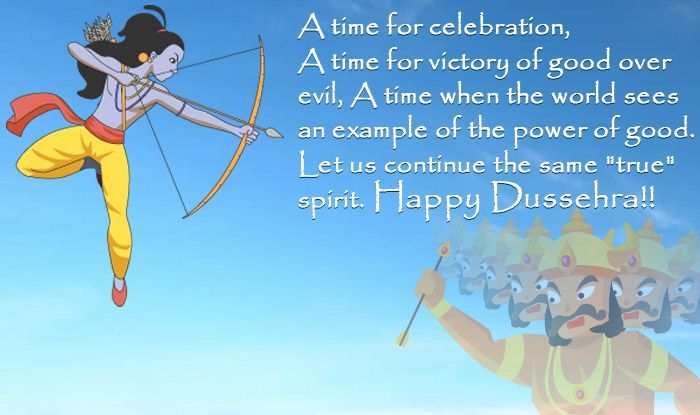 A time for celebration,
A time for victory of good over
evil, A time when the world sees
an example of the power of good.
Let us continue the same "true"
spirit. Happy Dussehra!!